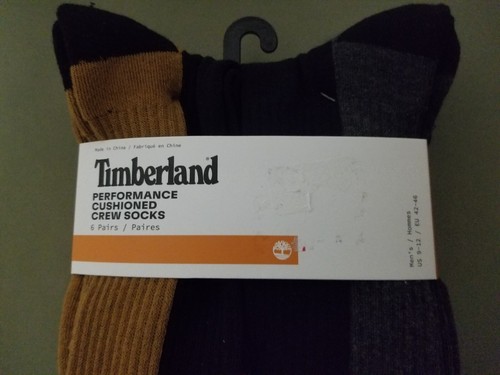 Made in China / Fabriqué en Chine
Timberland®
PERFORMANCE
CUSHIONED
CREW SOCKS
6 Pairs / Paires
Men's / Hommes
US 9-12 / EU 42-46